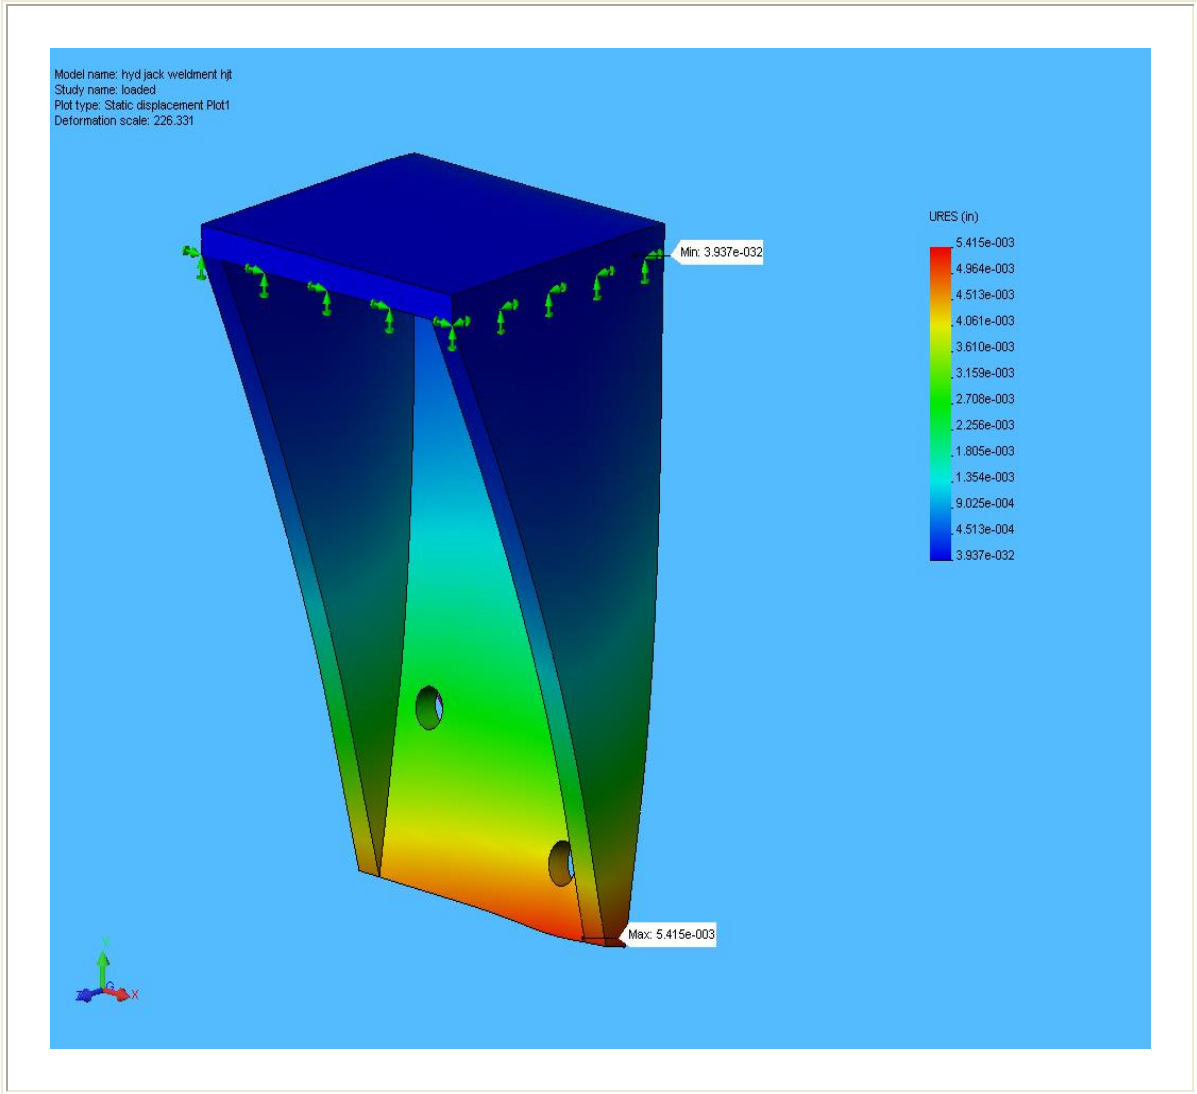 Model name: hyd jack weldment hjt
Study name: loaded
Plot type: Static displacement Plot1
Deformation scale: 226.331
URES (in)
5.415e-003
4.964e-003
4.513e-003
4.061e-003
3.610e-003
3.159e-003
2.708e-003
2.256e-003
1.805e-003
1.354e-003
9.025e-004
4.513e-004
3.937e-032
Min: 3.937e-032
Max: 5.415e-003
Y
Z
X